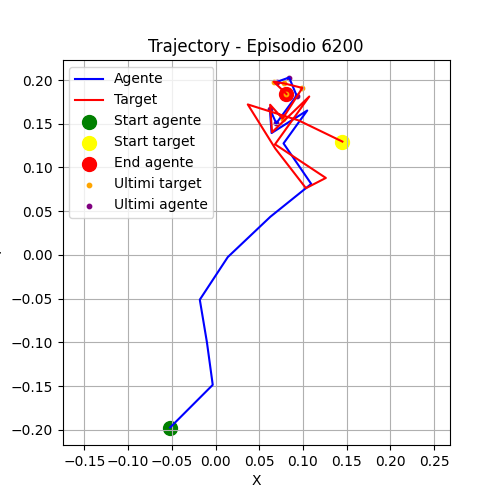 Trajectory - Episodio 6200
Agente
Target
Start agente
Start target
End agente
Ultimi target
Ultimi agente
0.20
0.15
0.10
0.05
0.00
−0.05
−0.10
−0.15
−0.20
−0.15 −0.10 −0.05 0.00 0.05 0.10 0.15 0.20 0.25
X